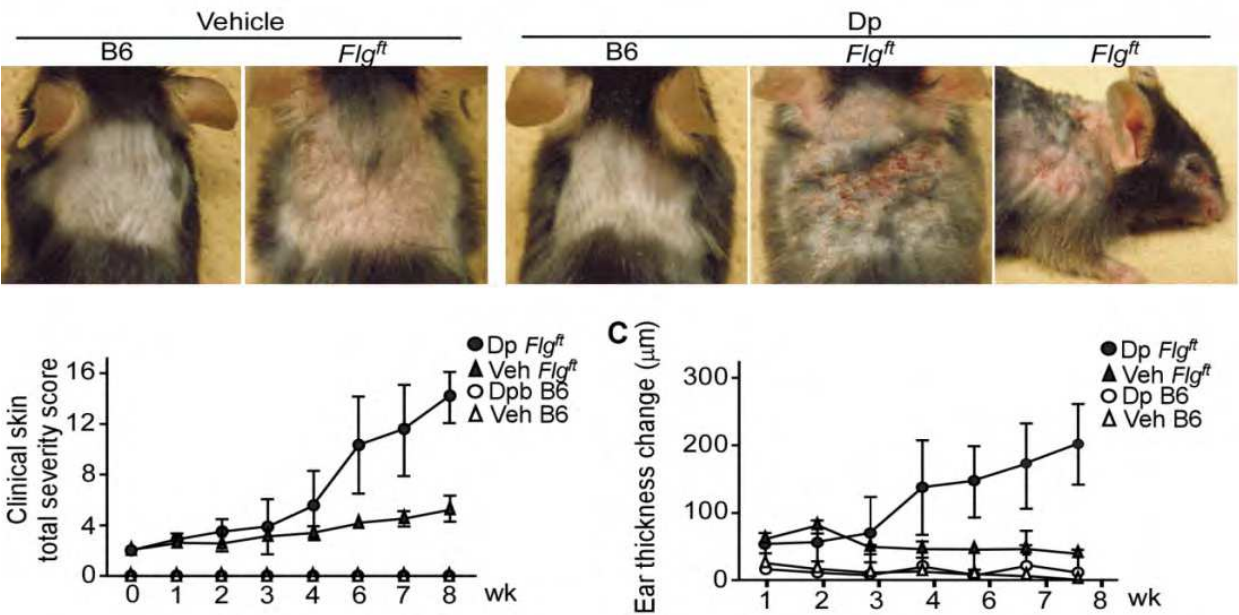 Vehicle
Dp
B6
Flg^ft
B6
Flg^ft
Flg^ft
Clinical skin
total severity score
16
12
8
4
0
0 1 2 3 4 6 7 8 wk
Dp Flg^ft
Veh Flg^ft
Dpb B6
Veh B6
C
Ear thickness change (μm)
300
200
100
0
1 2 3 4 5 6 7 8 wk
Dp Flg^ft
Veh Flg^ft
Dp B6
Veh B6